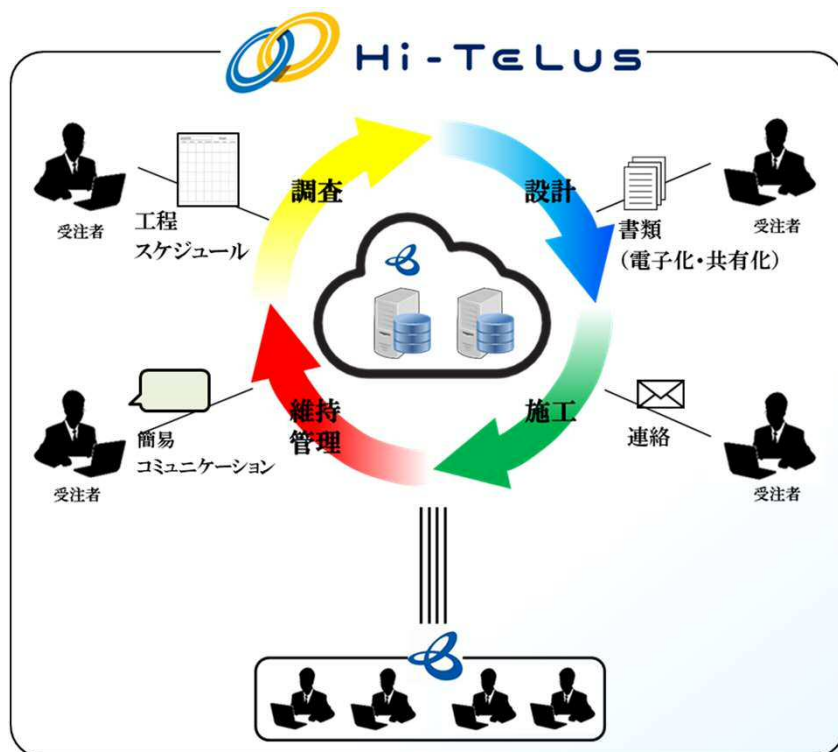 Hi-TeLus
調査
設計
受注者
工程
スケジュール
書類
(電子化・共有化)
受注者
維持
管理
施工
簡易
コミュニケーション
受注者
連絡
受注者